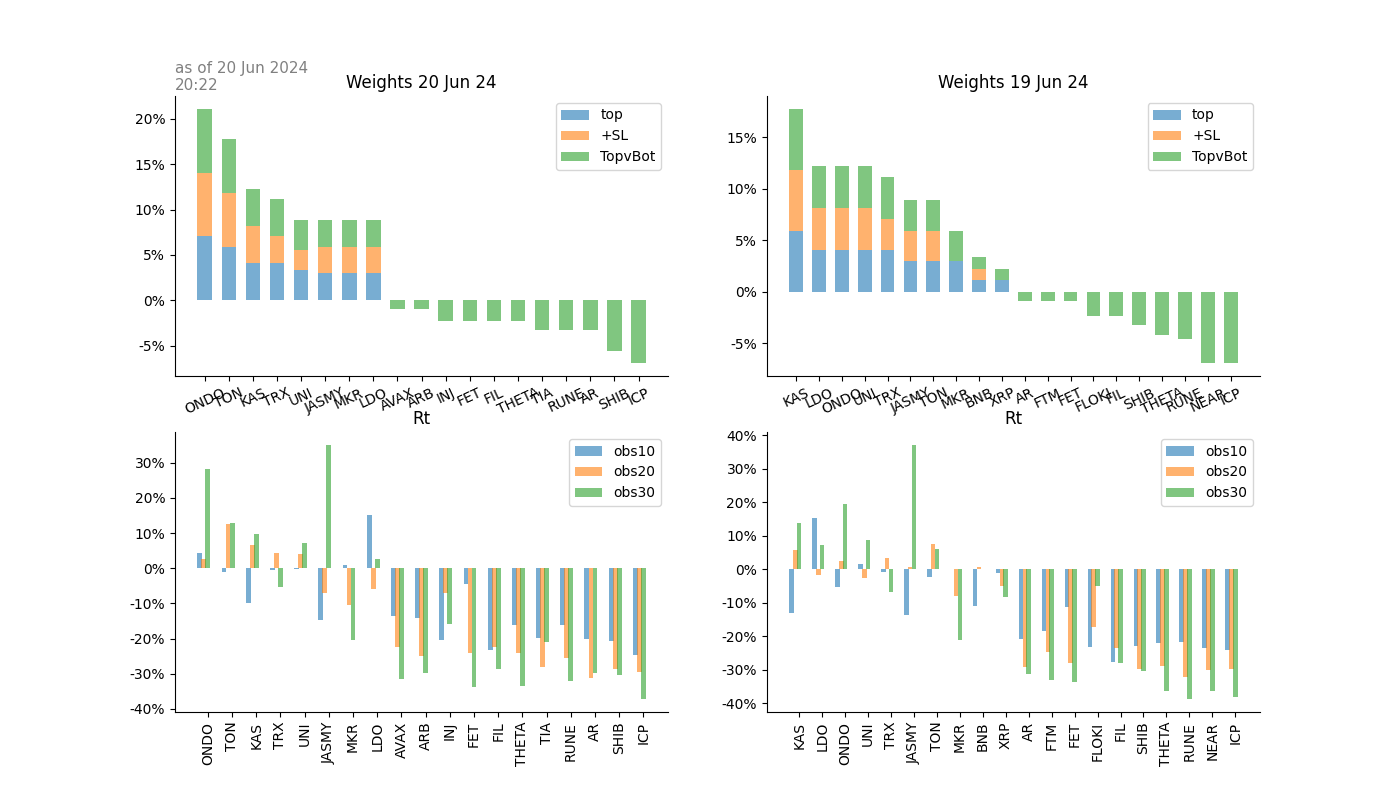 as of 20 Jun 2024
20:22
Weights 20 Jun 24
20%
15%
10%
5%
0%
-5%
top
+SL
TopvBot
ONDO TON KAS TRX UNI JASMY MKR LDO AVAX ARB INJ FET FIL THETA TIA RUNE AR SHIB ICP
Weights 19 Jun 24
15%
10%
5%
0%
-5%
top
+SL
TopvBot
KAS LDO ONDO UNI TRX JASMY TON MKR BNB XRP AR FTM FET FLOKI FIL SHIB THETA RUNE NEAR ICP
Rt
30%
20%
10%
0%
-10%
-20%
-30%
-40%
obs10
obs20
obs30
ONDO TON KAS TRX UNI JASMY MKR LDO AVAX ARB INJ FET FIL THETA TIA RUNE AR SHIB ICP
Rt
40%
30%
20%
10%
0%
-10%
-20%
-30%
-40%
obs10
obs20
obs30
KAS LDO ONDO UNI TRX JASMY TON MKR BNB XRP AR FTM FET FLOKI FIL SHIB THETA RUNE NEAR ICP